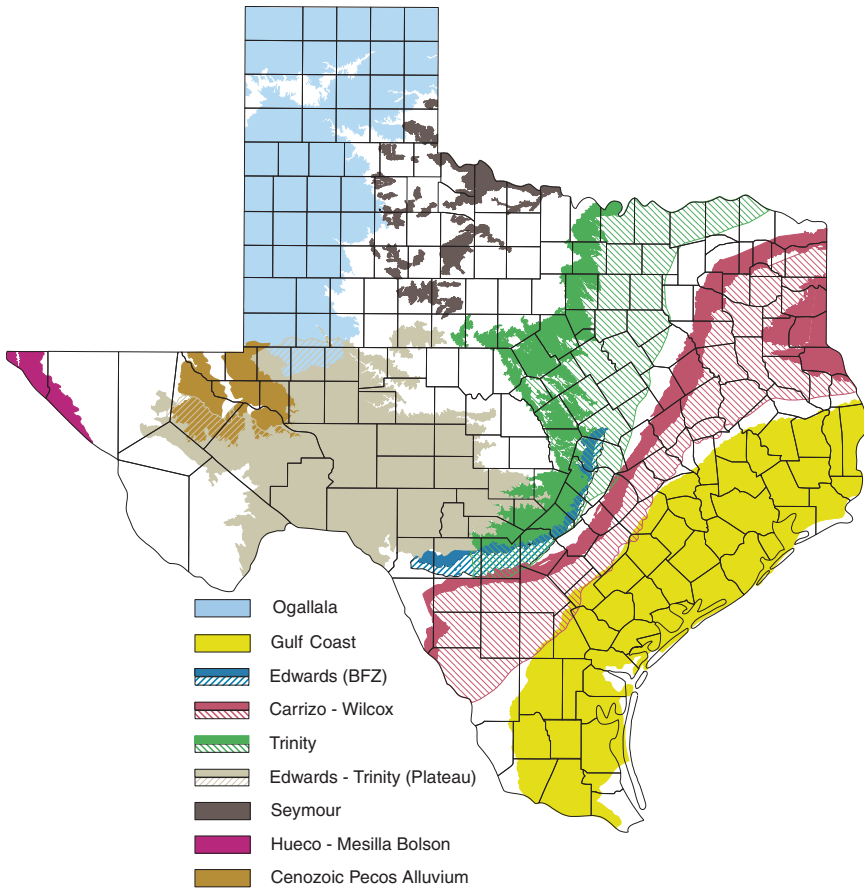 Ogallala
Gulf Coast
Edwards (BFZ)
Carrizo - Wilcox
Trinity
Edwards - Trinity (Plateau)
Seymour
Hueco - Mesilla Bolson
Cenozoic Pecos Alluvium